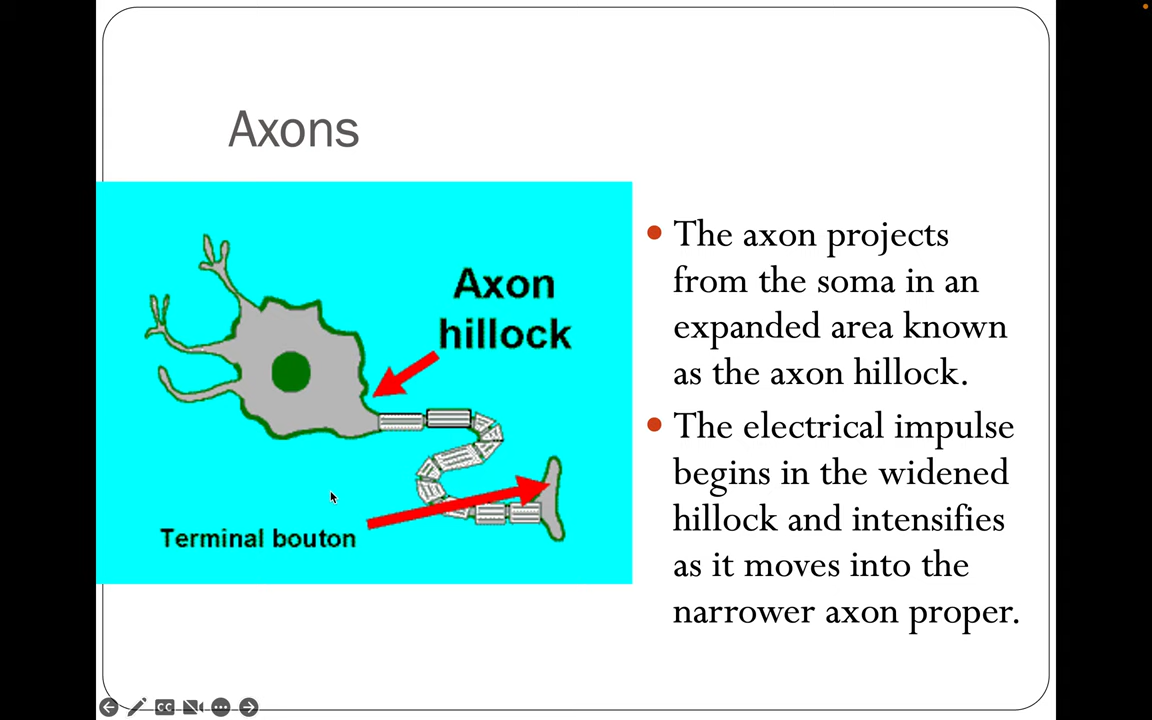 Axons
Axon
hillock
Terminal bouton
• The axon projects
from the soma in an
expanded area known
as the axon hillock.
• The electrical impulse
begins in the widened
hillock and intensifies
as it moves into the
narrower axon proper.
CC